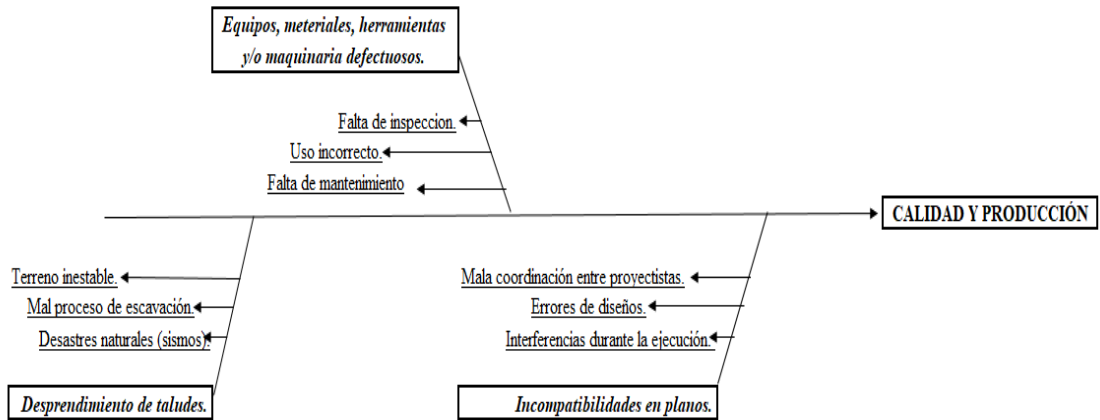 Equipos, meteriales, herramientas
y/o maquinaria defectuosos.
Falta de inspeccion.
Uso incorrecto.
Falta de mantenimiento
CALIDAD Y PRODUCCIÓN
Terreno inestable.
Mal proceso de escavación.
Desastres naturales (sismos).
Desprendimiento de taludes.
Mala coordinación entre proyectistas.
Errores de diseños.
Interferencias durante la ejecución.
Incompatibilidades en planos.